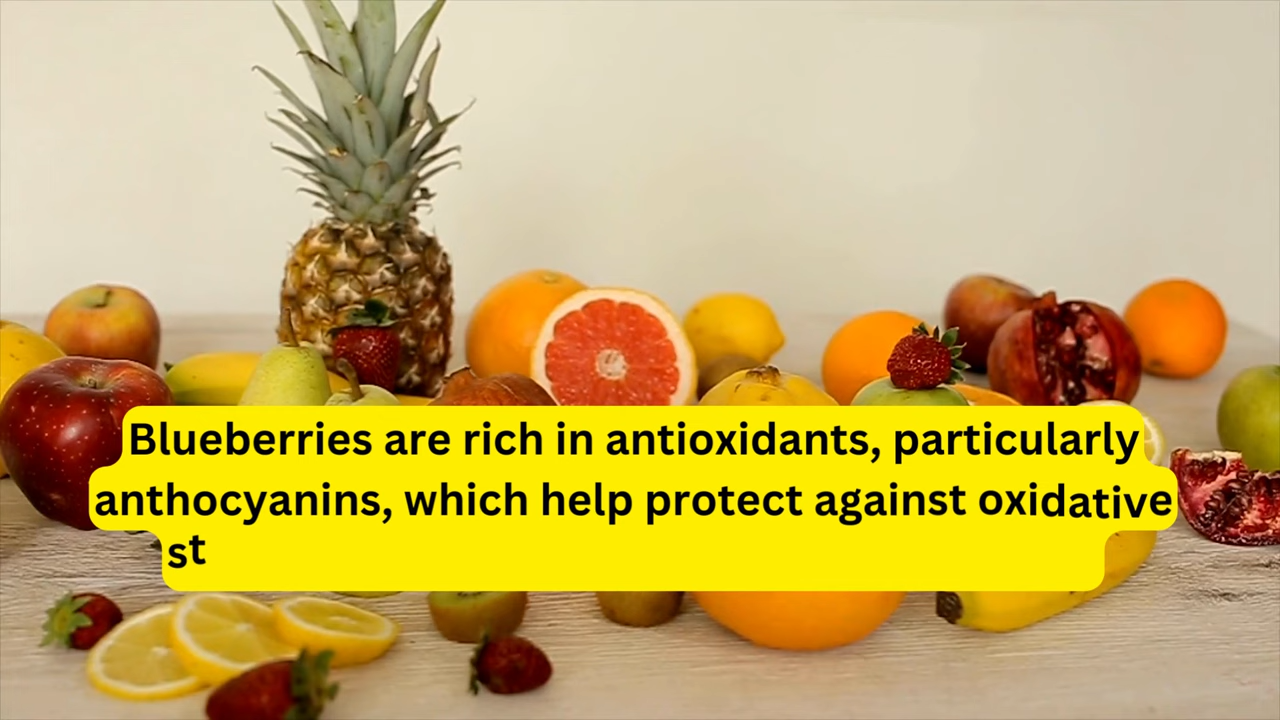 Blueberries are rich in antioxidants, particularly
anthocyanins, which help protect against oxidative
st